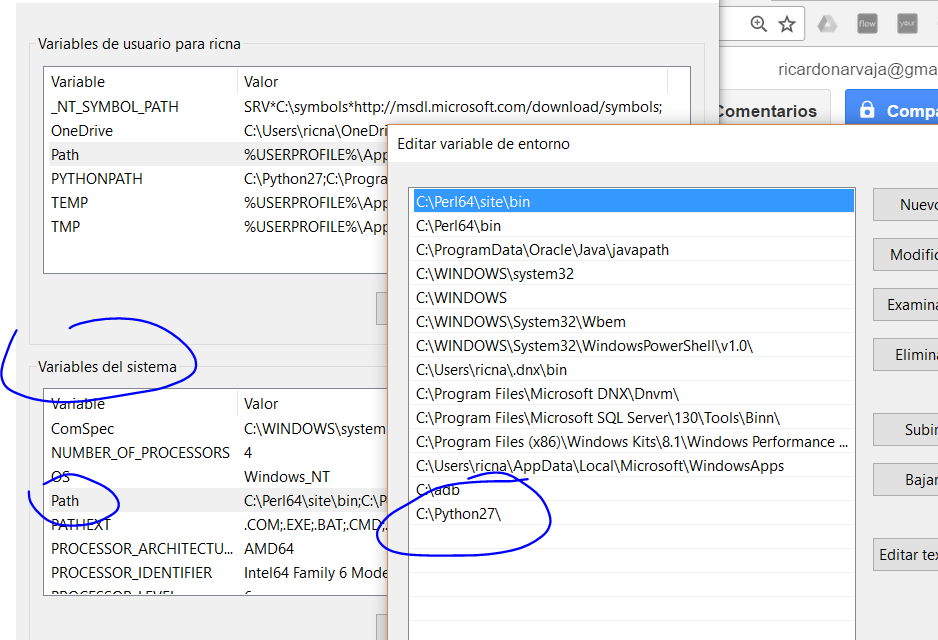 Variables de usuario para ricna
Variable Valor
_NT_SYMBOL_PATH SRV*C:\symbols*http://msdl.microsoft.com/download/symbols;
OneDrive C:\Users\ricna\OneDri
Path %USERPROFILE%\App
PYTHONPATH C:\Python27;C:\Progra
TEMP %USERPROFILE%\App
TMP %USERPROFILE%\App
flow
your
ricardonarvaja@gma
Comentarios
Compa
Editar variable de entorno
C:\Perl64\site\bin
C:\Perl64\bin
C:\ProgramData\Oracle\Java\javapath
C:\WINDOWS\system32
C:\WINDOWS
C:\WINDOWS\System32\Wbem
C:\WINDOWS\System32\WindowsPowerShell\v1.0\
C:\Users\ricna\.dnx\bin
C:\Program Files\Microsoft DNX\Dnvm\
C:\Program Files\Microsoft SQL Server\130\Tools\Binn\
C:\Program Files (x86)\Windows Kits\8.1\Windows Performance ...
C:\Users\ricna\AppData\Local\Microsoft\WindowsApps
C:\adb
C:\Python27\
Nuevo
Modific
Examina
Elimina
Subir
Bajar
Editar tex
Variables del sistema
Variable Valor
ComSpec C:\WINDOWS\system
NUMBER_OF_PROCESSORS 4
OS Windows_NT
Path C:\Perl64\site\bin;C:\P
PATHEXT .COM;.EXE;.BAT;.CMD;.
PROCESSOR_ARCHITECTU... AMD64
PROCESSOR_IDENTIFIER Intel64 Family 6 Mode
PROCESSOR_LEVEL 6